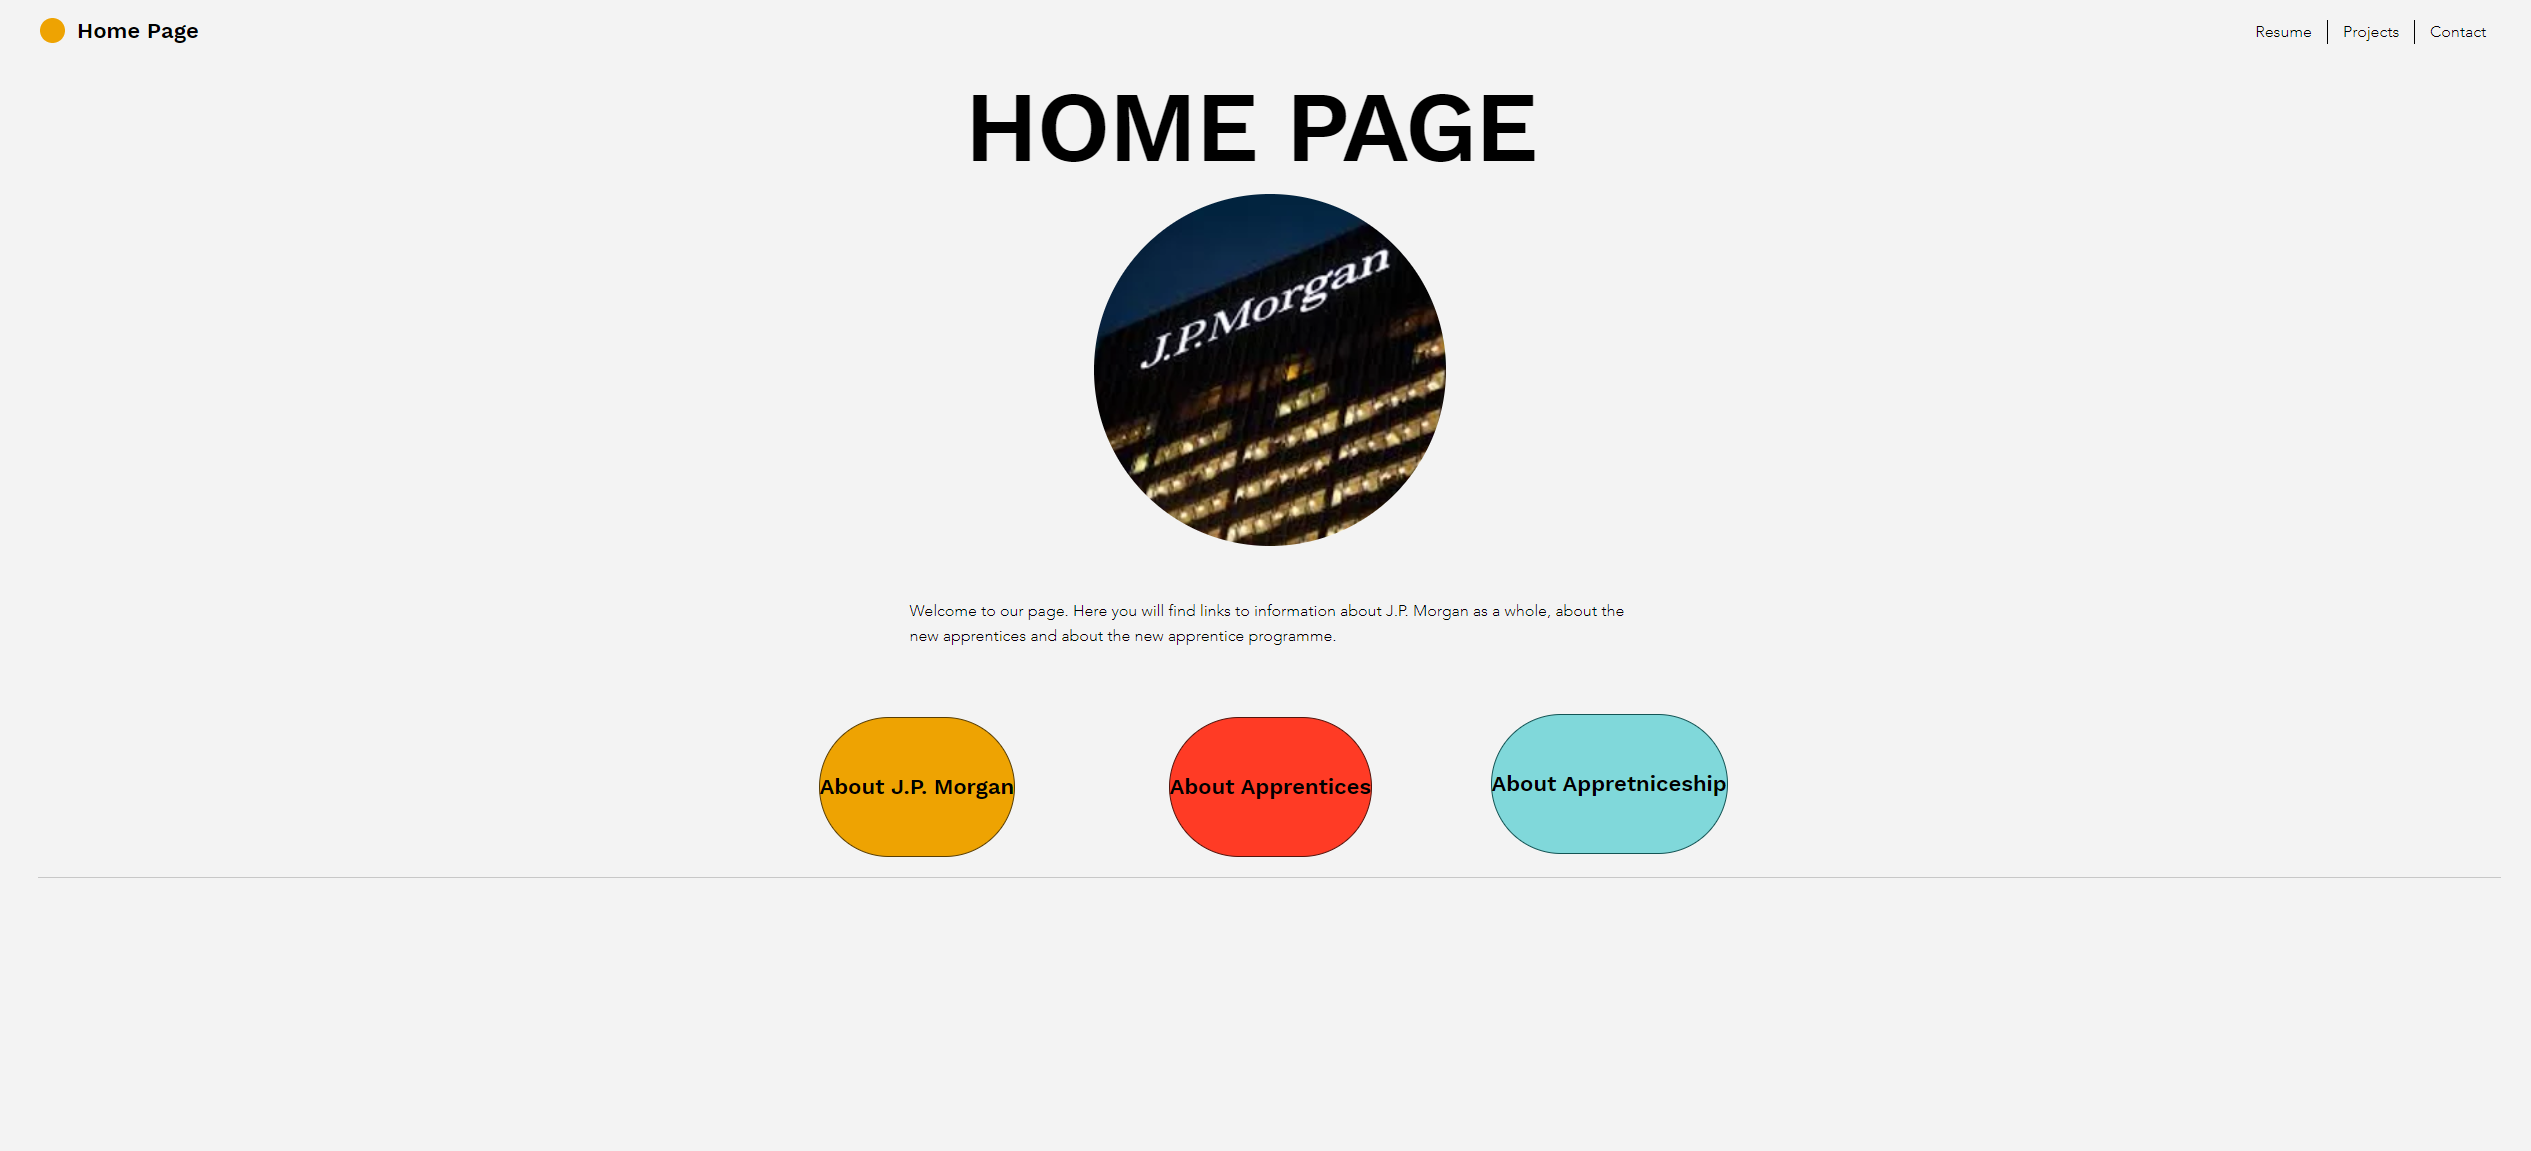 Home Page
Resume
Projects
Contact
HOME PAGE
J.P.Morgan
Welcome to our page. Here you will find links to information about J.P. Morgan as a whole, about the
new apprentices and about the new apprentice programme.
About J.P. Morgan
About Apprentices
About Appretniceship